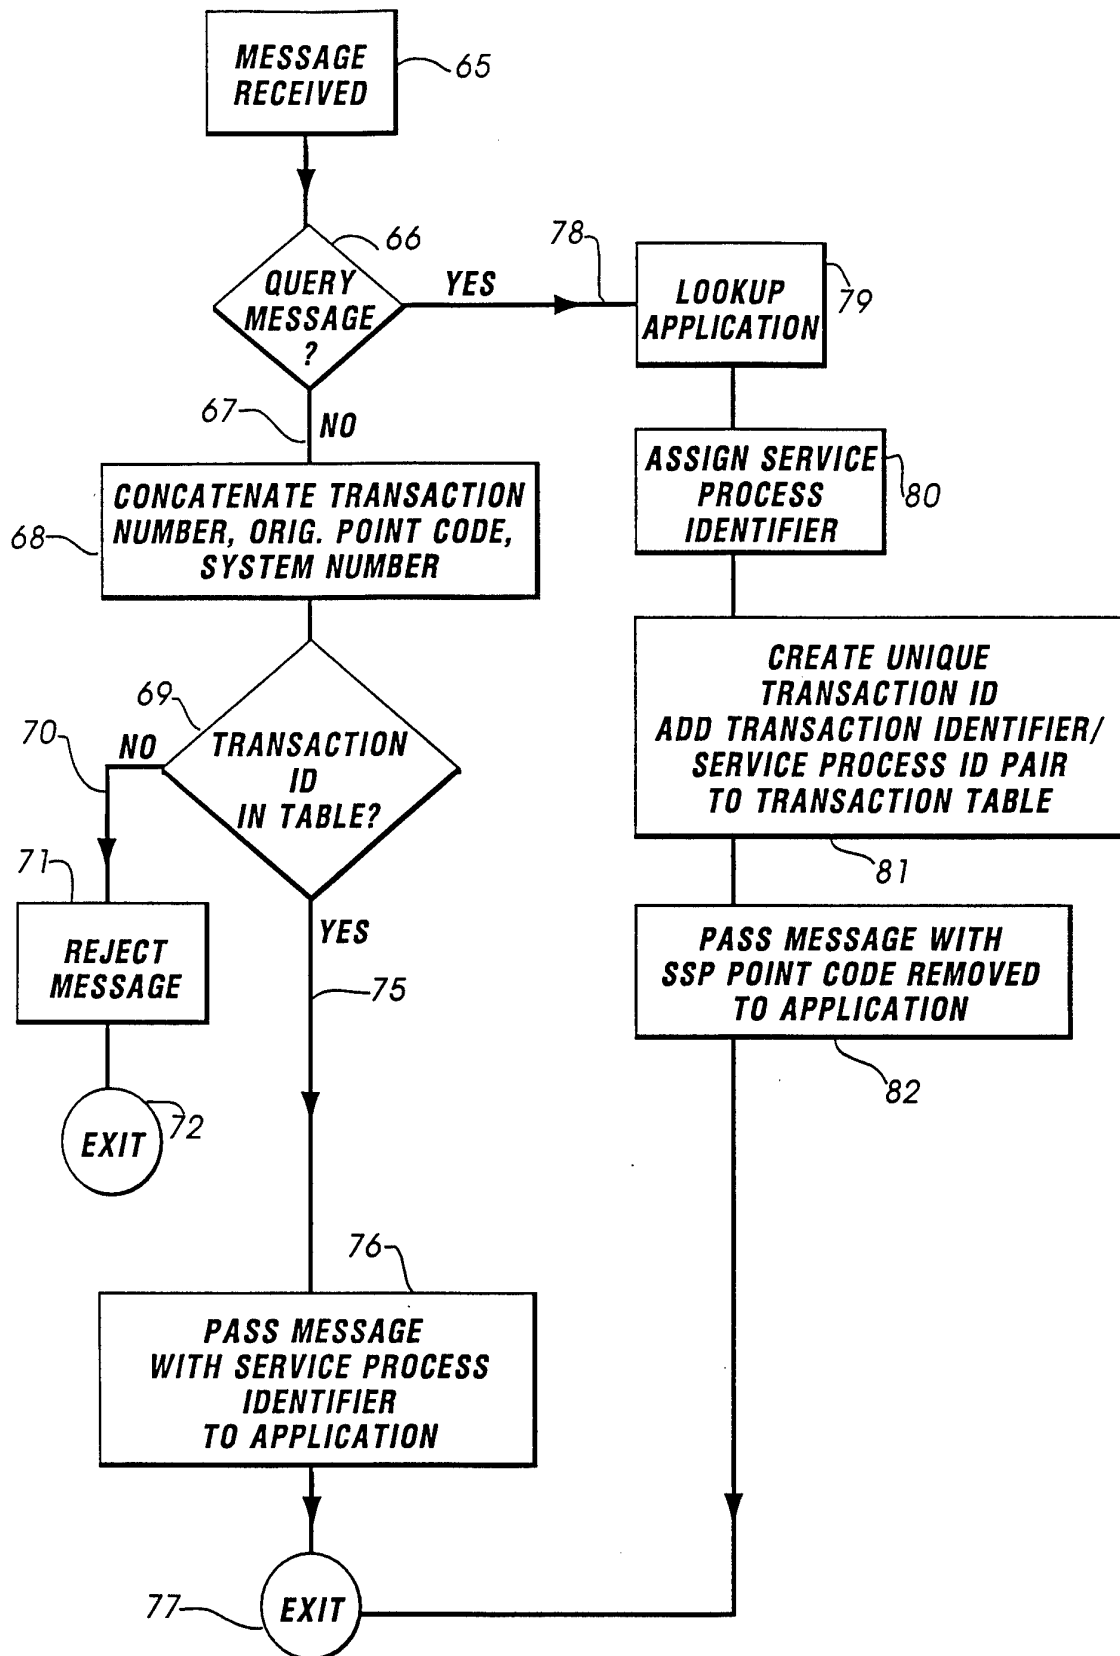 MESSAGE
RECEIVED
65
66
QUERY
MESSAGE
?
YES
78
LOOKUP
APPLICATION
79
67
NO
ASSIGN SERVICE
PROCESS
IDENTIFIER
80
CONCATENATE TRANSACTION
NUMBER, ORIG. POINT CODE,
SYSTEM NUMBER
68
CREATE UNIQUE
TRANSACTION ID
ADD TRANSACTION IDENTIFIER/
SERVICE PROCESS ID PAIR
TO TRANSACTION TABLE
81
69
TRANSACTION
ID
IN TABLE?
70
NO
71
REJECT
MESSAGE
YES
75
PASS MESSAGE WITH
SSP POINT CODE REMOVED
TO APPLICATION
82
EXIT
72
76
PASS MESSAGE
WITH SERVICE PROCESS
IDENTIFIER
TO APPLICATION
77
EXIT